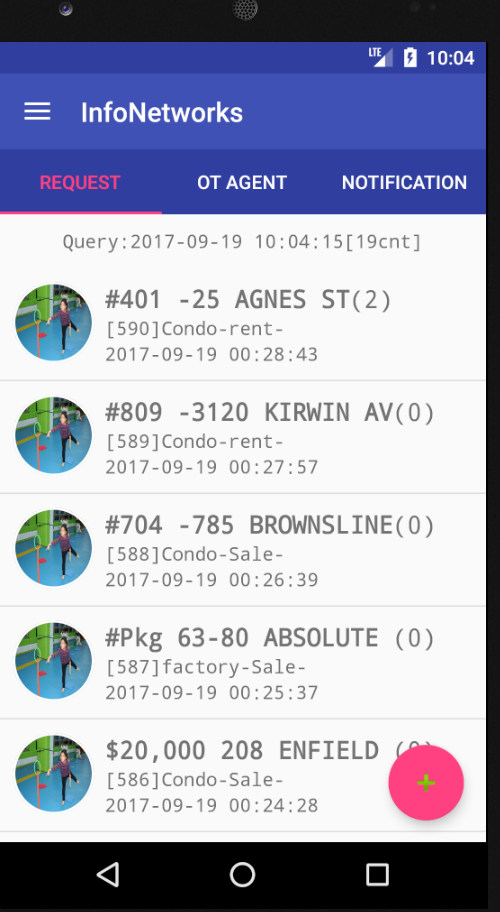 LTE 10:04
InfoNetworks
REQUEST OT AGENT NOTIFICATION
Query:2017-09-19 10:04:15[19cnt]
#401 -25 AGNES ST(2)
[590]Condo-rent-
2017-09-19 00:28:43
#809 -3120 KIRWIN AV(0)
[589]Condo-rent-
2017-09-19 00:27:57
#704 -785 BROWNSLINE(0)
[588]Condo-Sale-
2017-09-19 00:26:39
#Pkg 63-80 ABSOLUTE (0)
[587]factory-Sale-
2017-09-19 00:25:37
$20,000 208 ENFIELD
[586]Condo-Sale-
2017-09-19 00:24:28
+